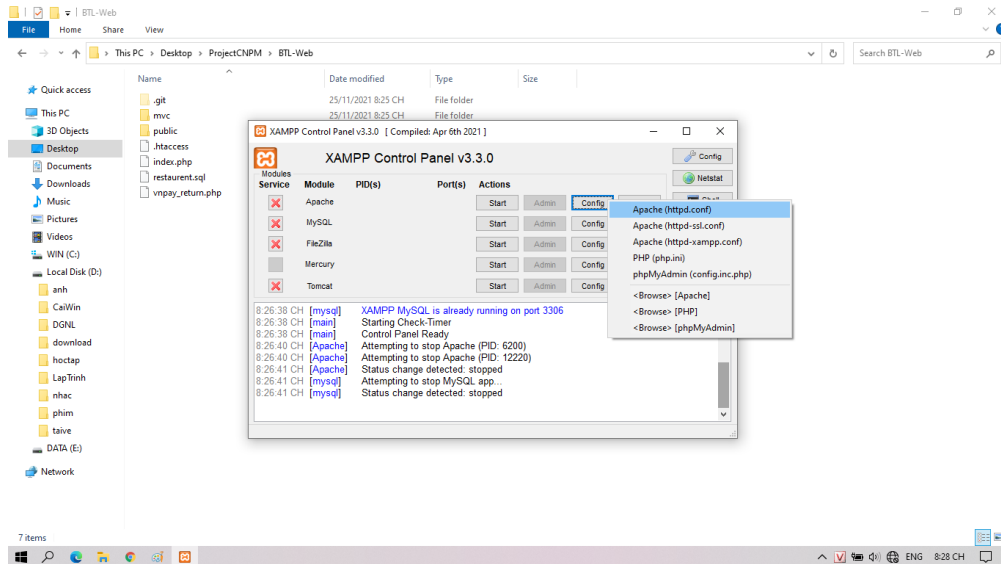 BTL-Web
File Home Share View
This PC > Desktop > ProjectCNPM > BTL-Web
Search BTL-Web
Quick access
This PC
3D Objects
Desktop
Documents
Downloads
Music
Pictures
Videos
WIN (C:)
Local Disk (D:)
anh
CaiWin
DGNL
download
hoctap
LapTrinh
nhac
phim
taive
DATA (E:)
Network
Name Date modified Type Size
.git 25/11/2021 8:25 CH File folder
mvc 25/11/2021 8:25 CH File folder
public
.htaccess
index.php
restaurent.sql
vnpay_return.php
XAMPP Control Panel v3.3.0 [ Compiled: Apr 6th 2021 ]
XAMPP Control Panel v3.3.0
Config
Netstat
Shell
Modules
Service Module PID(s) Port(s) Actions
Apache Start Admin Config
MySQL Start Admin Config
FileZilla Start Admin Config
Mercury Start Admin Config
Tomcat Start Admin Config
Apache (httpd.conf)
Apache (httpd-ssl.conf)
Apache (httpd-xampp.conf)
PHP (php.ini)
phpMyAdmin (config.inc.php)
<Browse> [Apache]
<Browse> [PHP]
<Browse> [phpMyAdmin]
8:26:38 CH [mysql] XAMPP MySQL is already running on port 3306
8:26:38 CH [main] Starting Check-Timer
8:26:38 CH [main] Control Panel Ready
8:26:40 CH [Apache] Attempting to stop Apache (PID: 6200)
8:26:40 CH [Apache] Attempting to stop Apache (PID: 12220)
8:26:41 CH [Apache] Status change detected: stopped
8:26:41 CH [mysql] Attempting to stop MySQL app...
8:26:41 CH [mysql] Status change detected: stopped
7 items
V ENG 8:28 CH